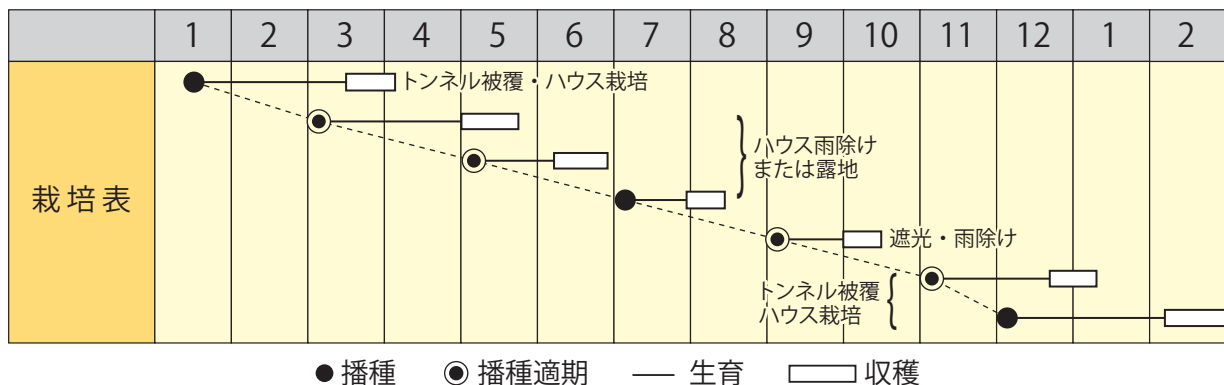 1 2 3 4 5 6 7 8 9 10 11 12 1 2
栽培表
トンネル被覆・ハウス栽培
ハウス雨除け
または露地
遮光・雨除け
トンネル被覆
ハウス栽培
播種 播種適期 生育 収穫